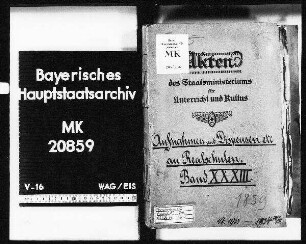 Bayerisches
Hauptstaatsarchiv
MK
20859
V-16
WAG/EIS
MK
Akten
des Staatsministeriums
für
Unterricht und Kultus
Aufnahmen und Dispensen etc
an Realschulen.
Band XXXIII.